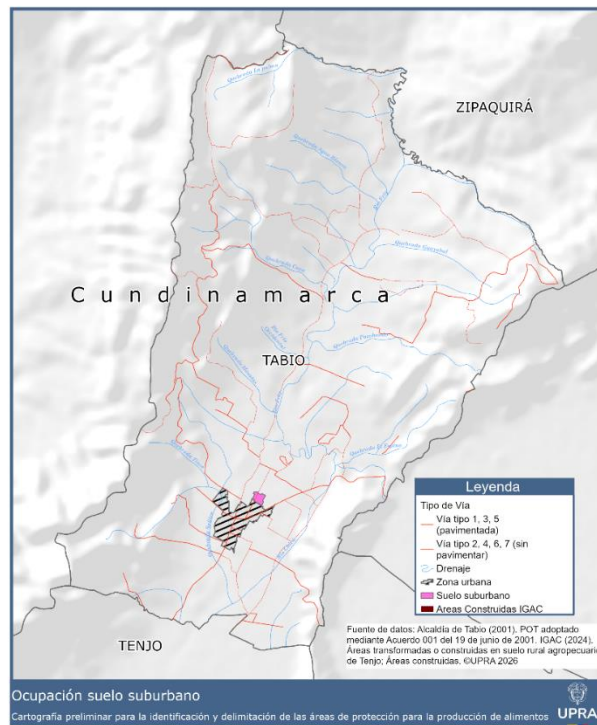 ZIPAQUIRÁ
Cundinamarca
TABIO
TENJO
Leyenda
Tipo de Vía
Vía tipo 1, 3, 5
(pavimentada)
Vía tipo 2, 4, 6, 7 (sin
pavimentar)
Drenaje
Zona urbana
Suelo suburbano
Areas Construidas IGAC
Fuente de datos: Alcaldía de Tabio (2001). POT adoptado
mediante Acuerdo 001 del 19 de junio de 2001. IGAC (2024).
Áreas transformadas o construidas en suelo rural agropecuario
de Tenjo; Áreas construidas. ©UPRA 2026
Ocupación suelo suburbano
Cartografía preliminar para la identificación y delimitación de las áreas de protección para la producción de alimentos
UPRA